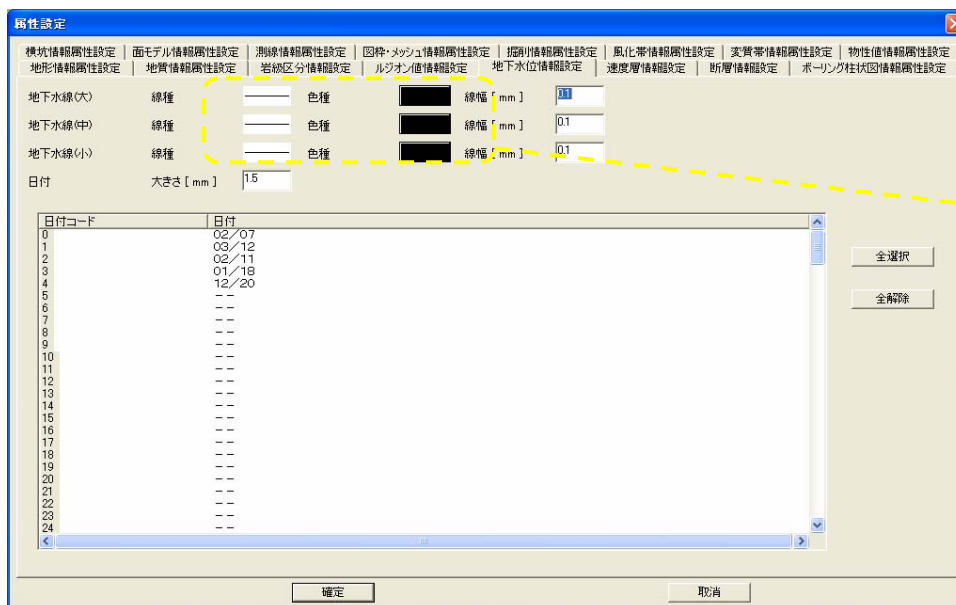 属性設定
横坑情報属性設定 面モデル情報属性設定 測線情報属性設定 図枠・メッシュ情報属性設定 掘削情報属性設定 風化帯情報属性設定 変質帯情報属性設定 物性値情報属性設定
地形情報属性設定 地質情報属性設定 岩級区分情報設定 ルジオン値情報設定 地下水位情報設定 速度層情報設定 断層情報設定 ボーリング柱状図情報属性設定
地下水線(大) 線種 色種 線幅 [ mm ] 0.1
地下水線(中) 線種 色種 線幅 [ mm ] 0.1
地下水線(小) 線種 色種 線幅 [ mm ] 0.1
日付 大きさ [ mm ] 1.5
日付コード 日付
0 02/07
1 03/12
2 02/11
3 01/18
4 12/20
5 --
6 --
7 --
8 --
9 --
10 --
11 --
12 --
13 --
14 --
15 --
16 --
17 --
18 --
19 --
20 --
21 --
22 --
23 --
24 --
全選択
全解除
確定 取消